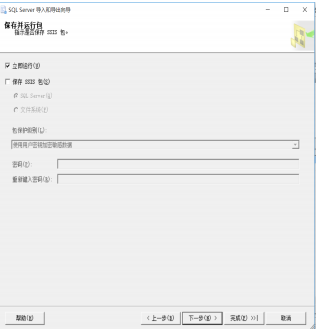 SQL Server 导入和导出向导
保存并运行包
指示是否保存 SSIS 包。
立即运行(U)
保存 SSIS 包(S)
SQL Server(Q)
文件系统(F)
包保护级别(L):
使用用户密钥加密敏感数据
密码(P):
重新键入密码(R):
帮助(H)
< 上一步(B)
下一步(N) >
完成(F) >>|
取消